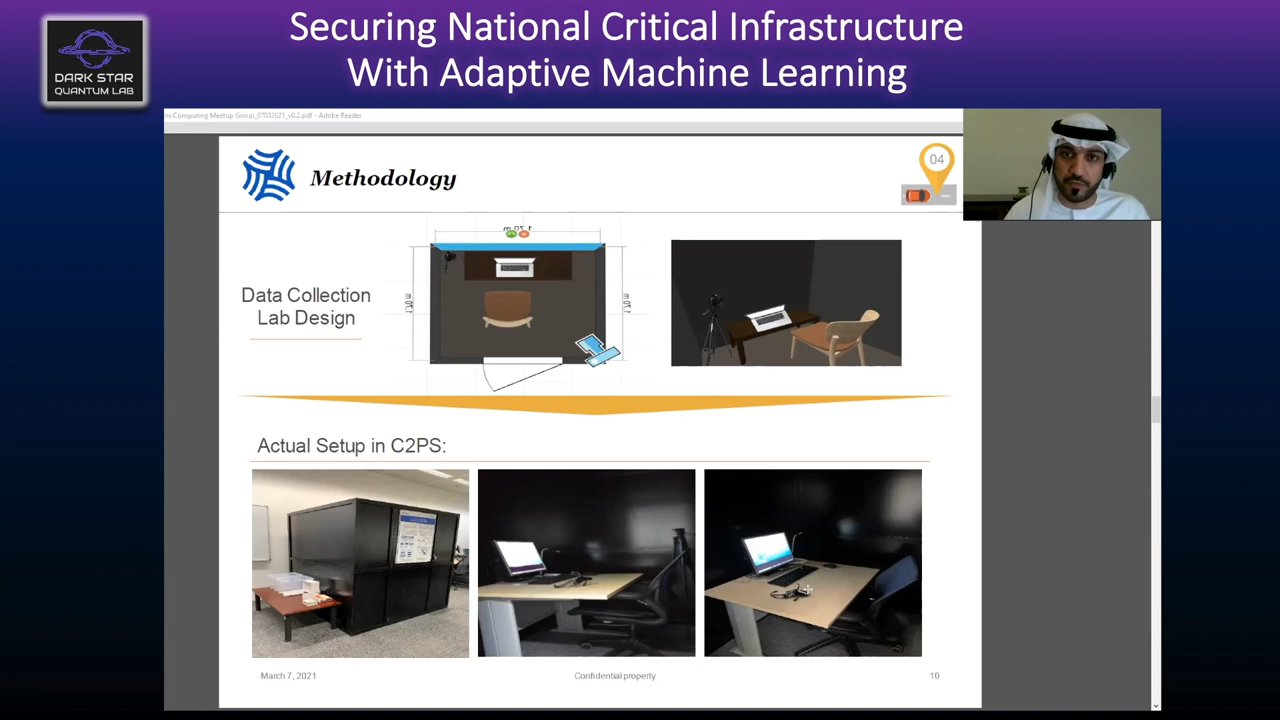 Securing National Critical Infrastructure
With Adaptive Machine Learning
DARK STAR
QUANTUM LAB
rn Computing Meetup Group_07032021_v0.2.pdf - Adobe Reader
Methodology
04
Data Collection
Lab Design
Actual Setup in C2PS:
March 7, 2021
Confidential property
10